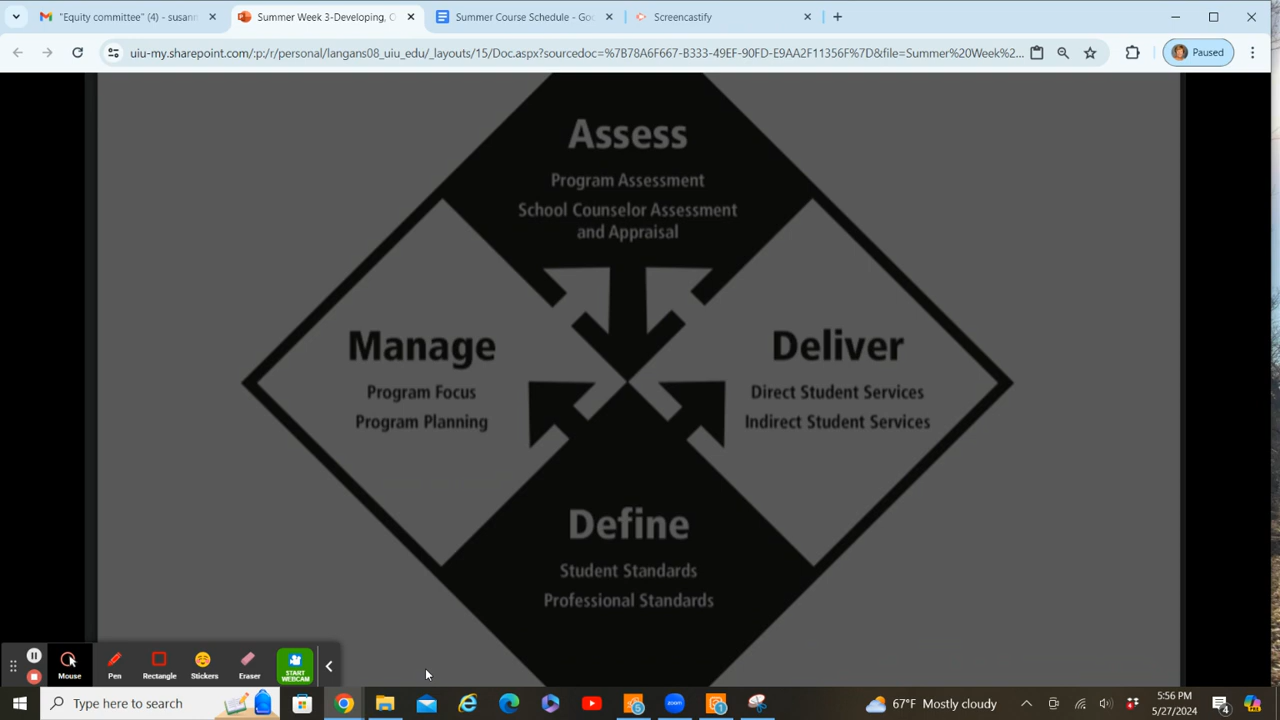 "Equity committee" (4) - susann
Summer Week 3-Developing, O
Summer Course Schedule - Goo
Screencastify
uiu-my.sharepoint.com/:p:/r/personal/langans08_uiu_edu/_layouts/15/Doc.aspx?sourcedoc=%7B78A6F667-B333-49EF-90FD-E9AA2F11356F%7D&file=Summer%20Week%2...
Paused
Assess
Program Assessment
School Counselor Assessment
and Appraisal
Manage
Program Focus
Program Planning
Deliver
Direct Student Services
Indirect Student Services
Define
Student Standards
Professional Standards
Mouse
Pen
Rectangle
Stickers
Eraser
START
WEBCAM
Type here to search
67°F Mostly cloudy
5:56 PM
5/27/2024